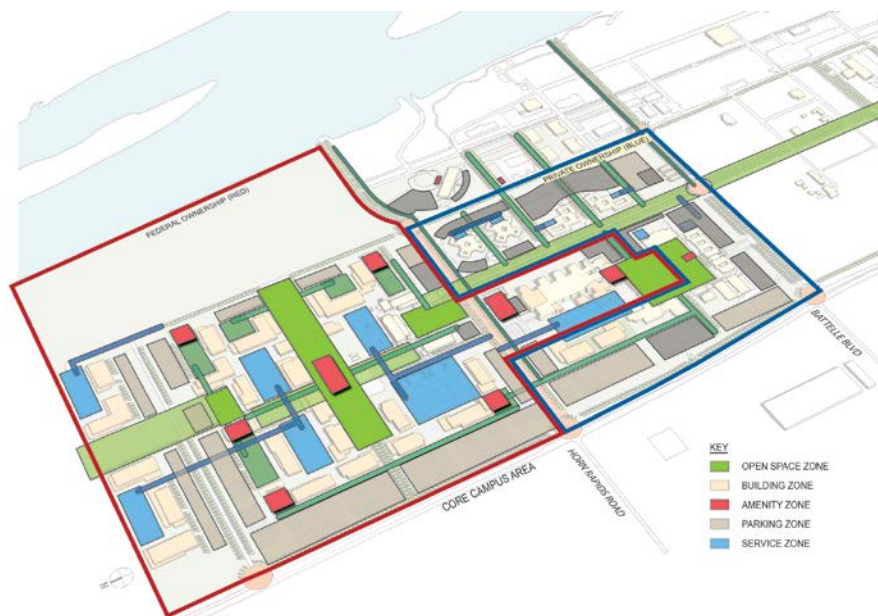 FEDERAL OWNERSHIP (RED)
PRIVATE OWNERSHIP (BLUE)
BATTELLE BLVD
HORN RAPIDS ROAD
CORE CAMPUS AREA
KEY
OPEN SPACE ZONE
BUILDING ZONE
AMENITY ZONE
PARKING ZONE
SERVICE ZONE
N